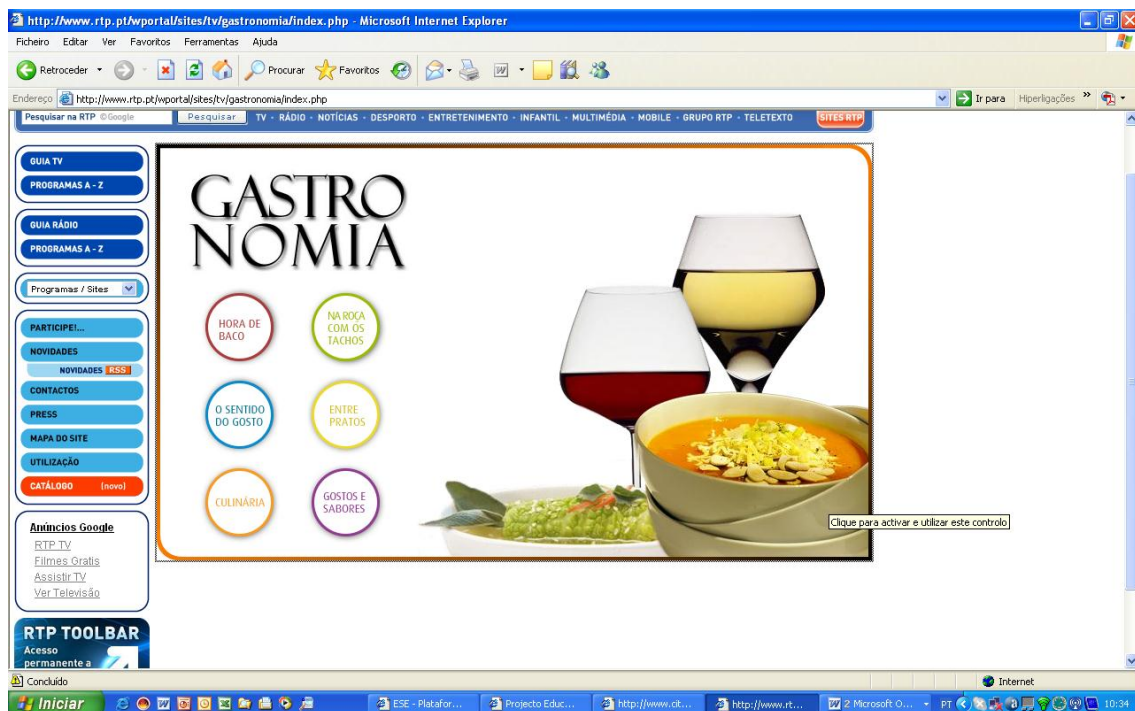 http://www.rtp.pt/wportal/sites/tv/gastronomia/index.php - Microsoft Internet Explorer
Ficheiro Editar Ver Favoritos Ferramentas Ajuda
Retroceder Procurar Favoritos
Endereço http://www.rtp.pt/wportal/sites/tv/gastronomia/index.php Ir para Hiperligações »
Pesquisar na RTP ©Google Pesquisar TV • RÁDIO • NOTÍCIAS • DESPORTO • ENTRETENIMENTO • INFANTIL • MULTIMÉDIA • MOBILE • GRUPO RTP • TELETEXTO SITES RTP
GUIA TV
PROGRAMAS A - Z
GUIA RÁDIO
PROGRAMAS A - Z
Programas / Sites
PARTICIPE!...
NOVIDADES
NOVIDADES RSS
CONTACTOS
PRESS
MAPA DO SITE
UTILIZAÇÃO
CATÁLOGO (novo)
Anúncios Google
RTP TV
Filmes Gratis
Assistir TV
Ver Televisão
RTP TOOLBAR
Acesso
permanente a
GASTRO
NOMIA
HORA DE
BACO
NA ROÇA
COM OS
TACHOS
O SENTIDO
DO GOSTO
ENTRE
PRATOS
CULINÁRIA
GOSTOS E
SABORES
Clique para activar e utilizar este controlo
Concluído Internet
Iniciar ESE - Platafor... Projecto Educ... http://www.cit... http://www.rt... 2 Microsoft O... PT 10:34